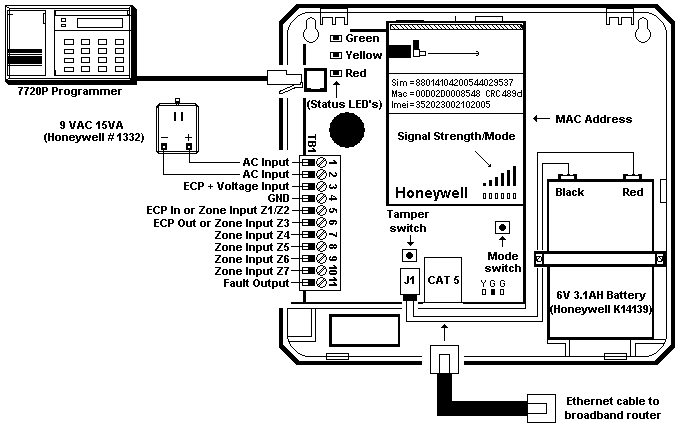 Green
Yellow
Red
(Status LED's)
7720P Programmer
Sim = 88014104200544029537
Mac = 00D02D0008548 CRC 489d
Imei = 352023002102005
MAC Address
9 VAC 15VA
(Honeywell # 1332)
- +
Signal Strength/Mode
Honeywell
TB1
AC Input 1
AC Input 2
ECP + Voltage Input 3
GND 4
ECP In or Zone Input Z1/Z2 5
ECP Out or Zone Input Z3 6
Zone Input Z4 7
Zone Input Z5 8
Zone Input Z6 9
Zone Input Z7 10
Fault Output 11
Black
Red
Tamper
switch
Mode
switch
J1
CAT 5
Y G G
6V 3.1AH Battery
(Honeywell K14139)
Ethernet cable to
broadband router